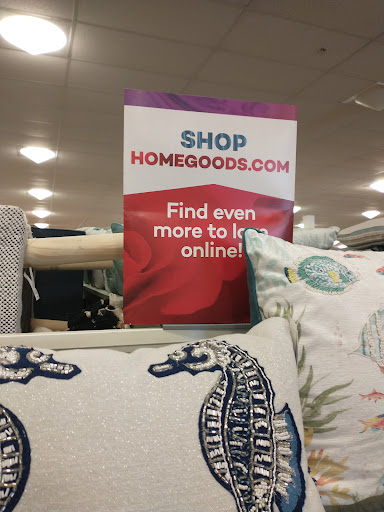 SHOP
HOMEGOODS.COM
Find even
more to
online!